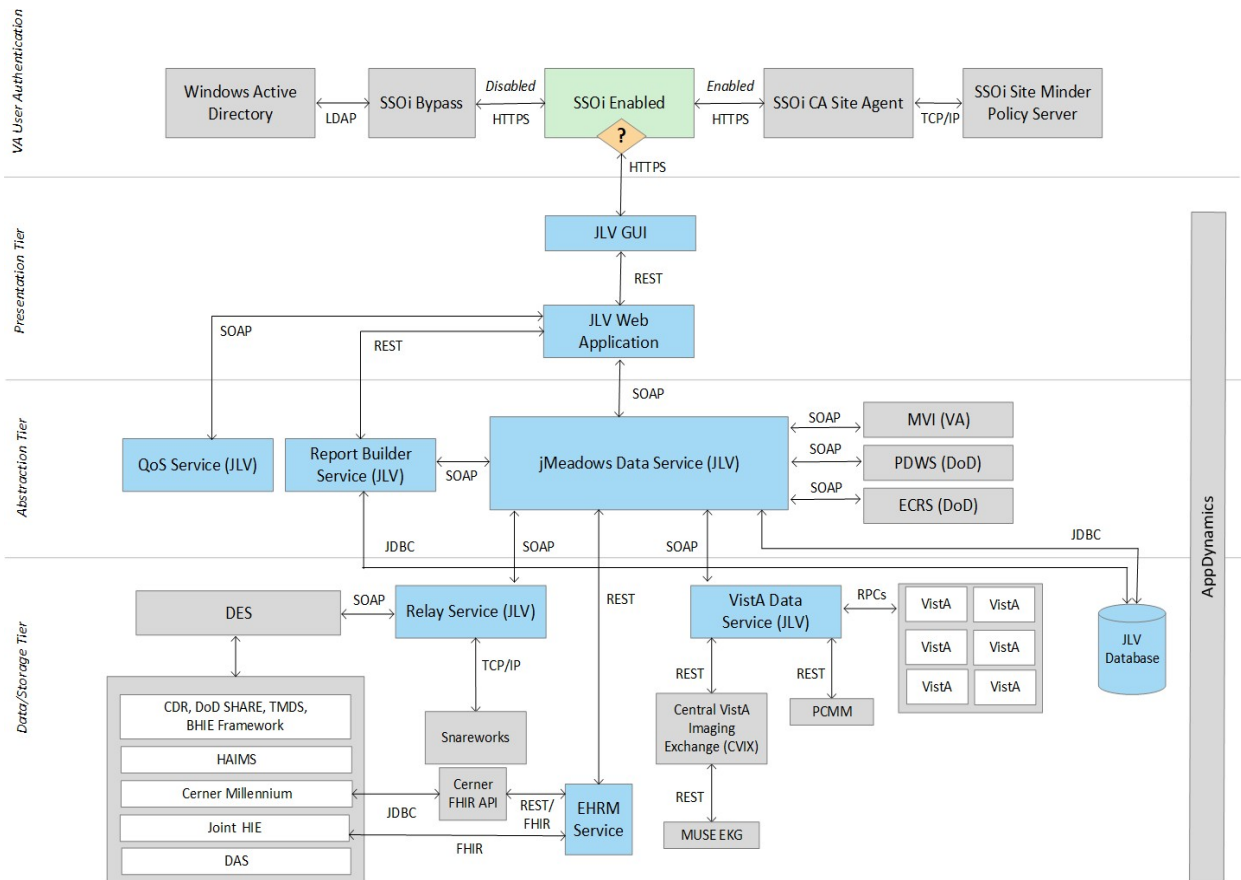 VA User Authentication
Windows Active
Directory
LDAP
SSOi Bypass
Disabled
HTTPS
SSOi Enabled
?
Enabled
HTTPS
SSOi CA Site Agent
TCP/IP
SSOi Site Minder
Policy Server
HTTPS
Presentation Tier
JLV GUI
REST
JLV Web
Application
SOAP
REST
SOAP
Abstraction Tier
QoS Service (JLV)
Report Builder
Service (JLV)
SOAP
jMeadows Data Service (JLV)
SOAP
MVI (VA)
SOAP
PDWS (DoD)
SOAP
ECRS (DoD)
JDBC
SOAP
SOAP
JDBC
AppDynamics
Data/Storage Tier
DES
SOAP
Relay Service (JLV)
REST
VistA Data
Service (JLV)
RPCs
VistA
VistA
VistA
VistA
VistA
VistA
JLV
Database
TCP/IP
REST
REST
CDR, DoD SHARE, TMDS,
BHIE Framework
HAIMS
Cerner Millennium
Joint HIE
DAS
Snareworks
Central VistA
Imaging
Exchange (CVIX)
PCMM
JDBC
Cerner
FHIR API
REST/
FHIR
FHIR
EHRM
Service
REST
MUSE EKG